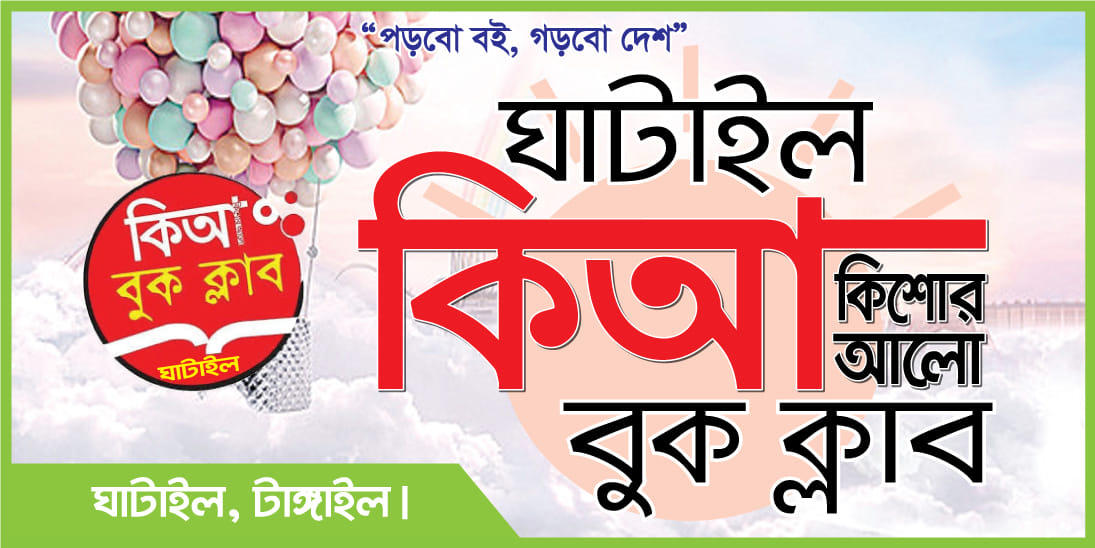 “পড়বো বই, গড়বো দেশ”
ঘাটাইল
কিআ
কিশোর
আলো
বুক ক্লাব
কিআ
বুক ক্লাব
ঘাটাইল
ঘাটাইল, টাঙ্গাইল।